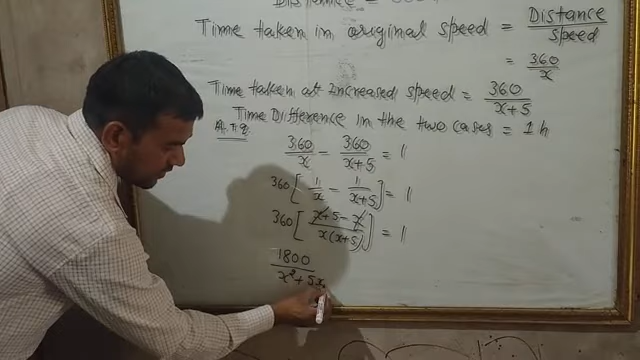 Time taken in original speed = Distance / Speed
= 360 / x
Time taken at Increased speed = 360 / x+5
Time Difference in the two cases = 1 h
A.T.Q.
360/x - 360/x+5 = 1
360[1/x - 1/x+5] = 1
360[x+5-x / x(x+5)] = 1
1800 / x²+5x